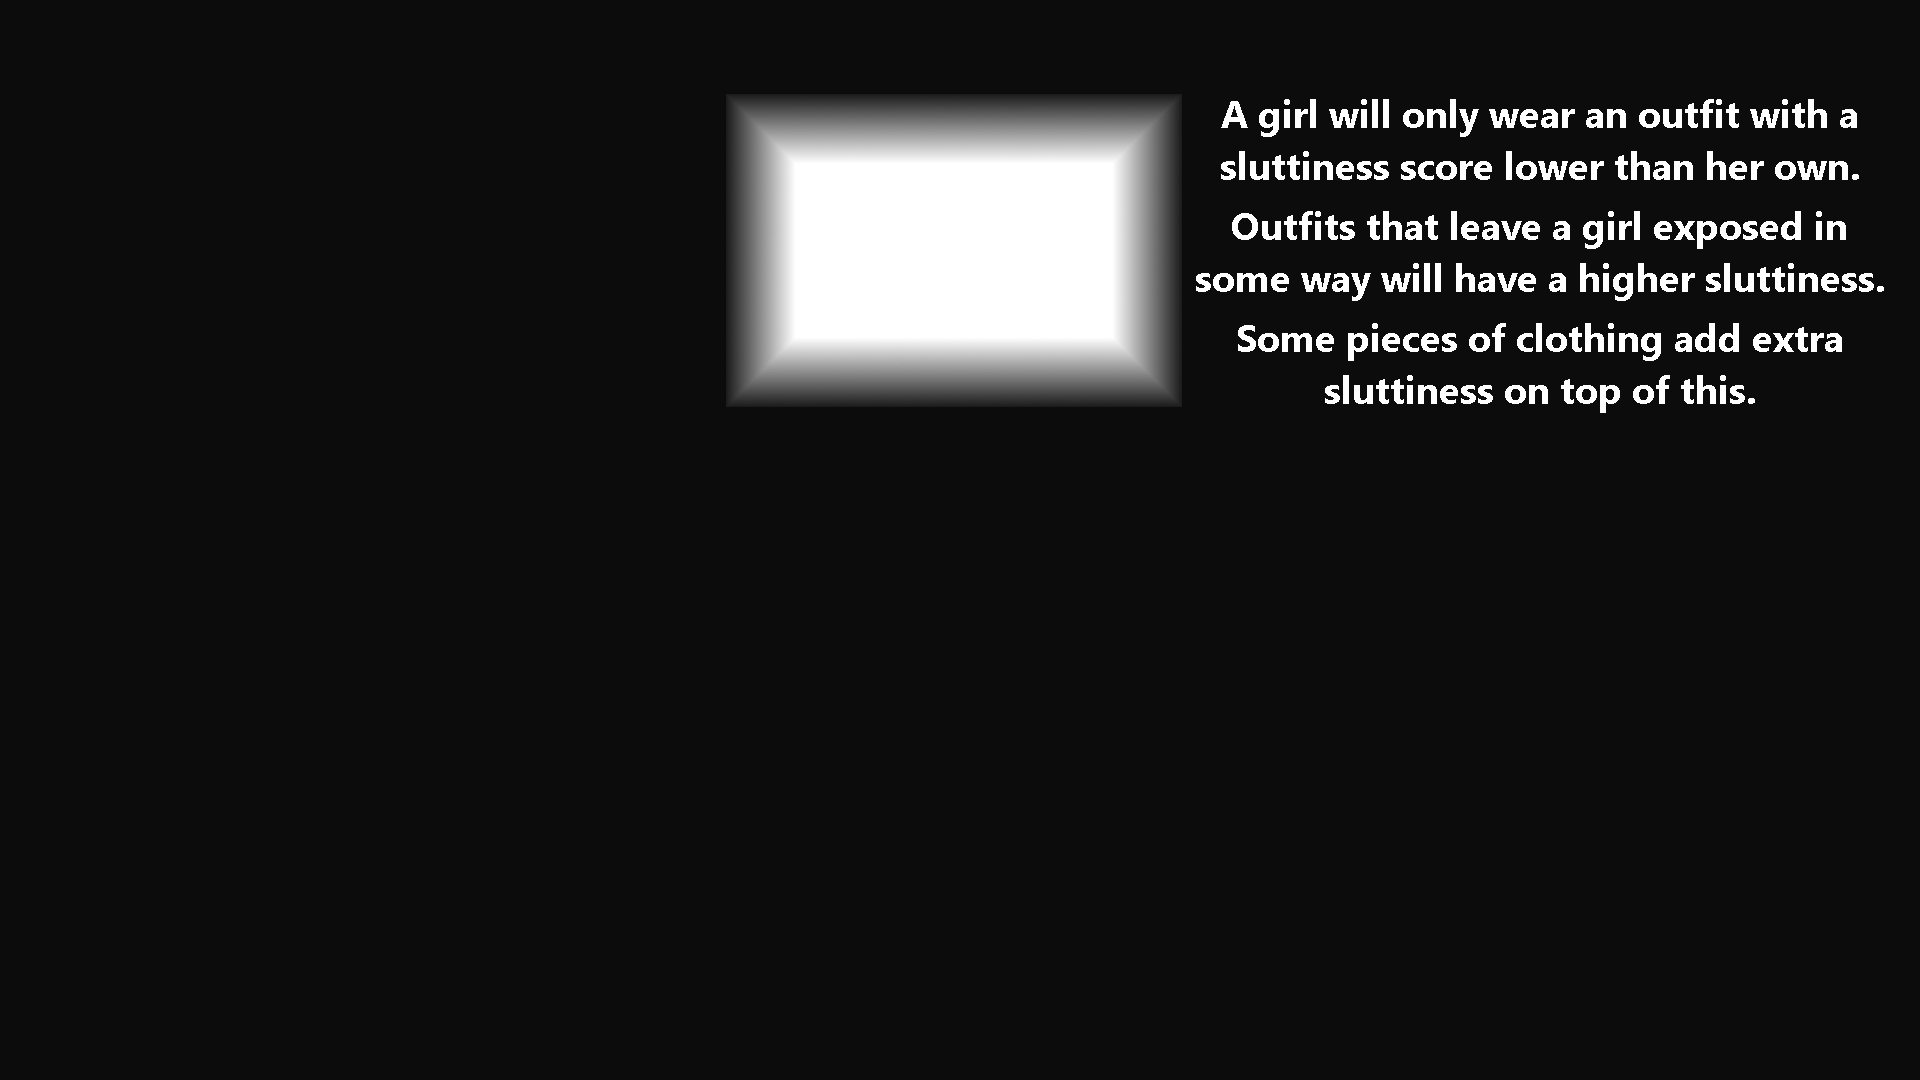 A girl will only wear an outfit with a
sluttiness score lower than her own.
Outfits that leave a girl exposed in
some way will have a higher sluttiness.
Some pieces of clothing add extra
sluttiness on top of this.